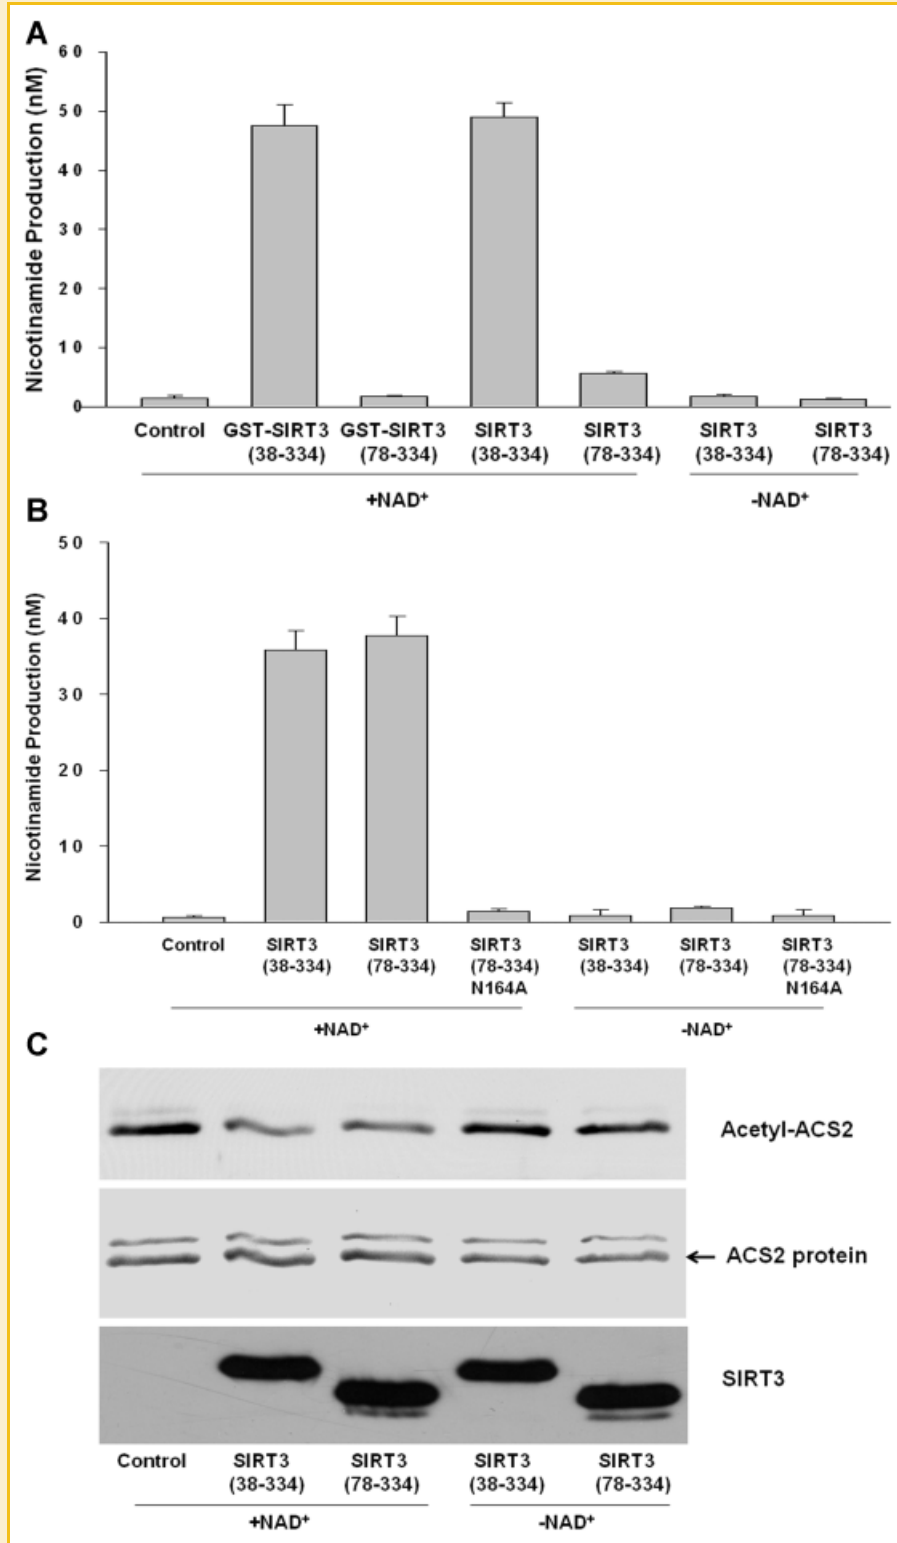 A
Nicotinamide Production (nM)
60
50
40
30
20
10
0
Control GST-SIRT3 GST-SIRT3 SIRT3 SIRT3 SIRT3 SIRT3
(38-334) (78-334) (38-334) (78-334) (38-334) (78-334)
+NAD⁺ -NAD⁺
B
Nicotinamide Production (nM)
50
40
30
20
10
0
Control SIRT3 SIRT3 SIRT3 SIRT3 SIRT3 SIRT3
(38-334) (78-334) (78-334) (38-334) (78-334) (78-334)
N164A N164A
+NAD⁺ -NAD⁺
C
Acetyl-ACS2
ACS2 protein
SIRT3
Control SIRT3 SIRT3 SIRT3 SIRT3
(38-334) (78-334) (38-334) (78-334)
+NAD⁺ -NAD⁺